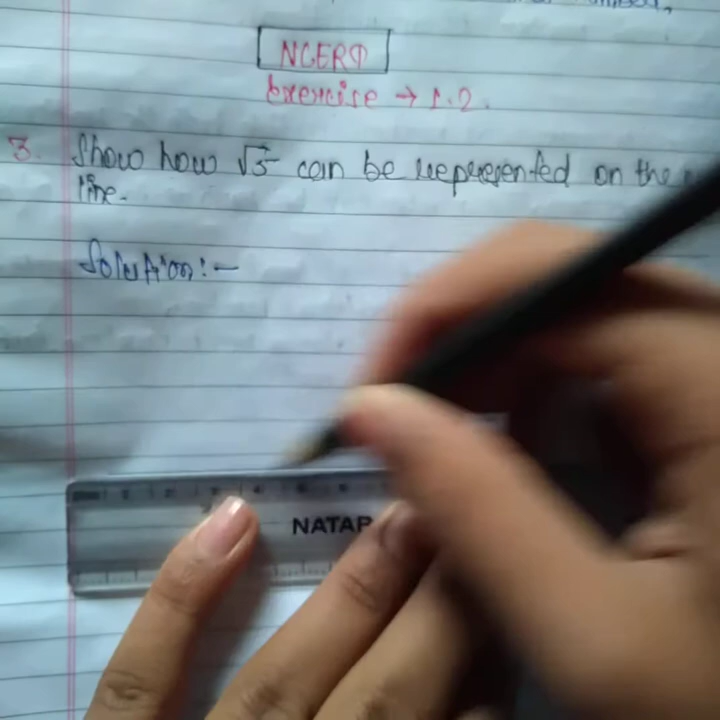 NCERT
Exercise → 1.2.
3. Show how √5 can be represented on the
line.
Solution:-
NATAR